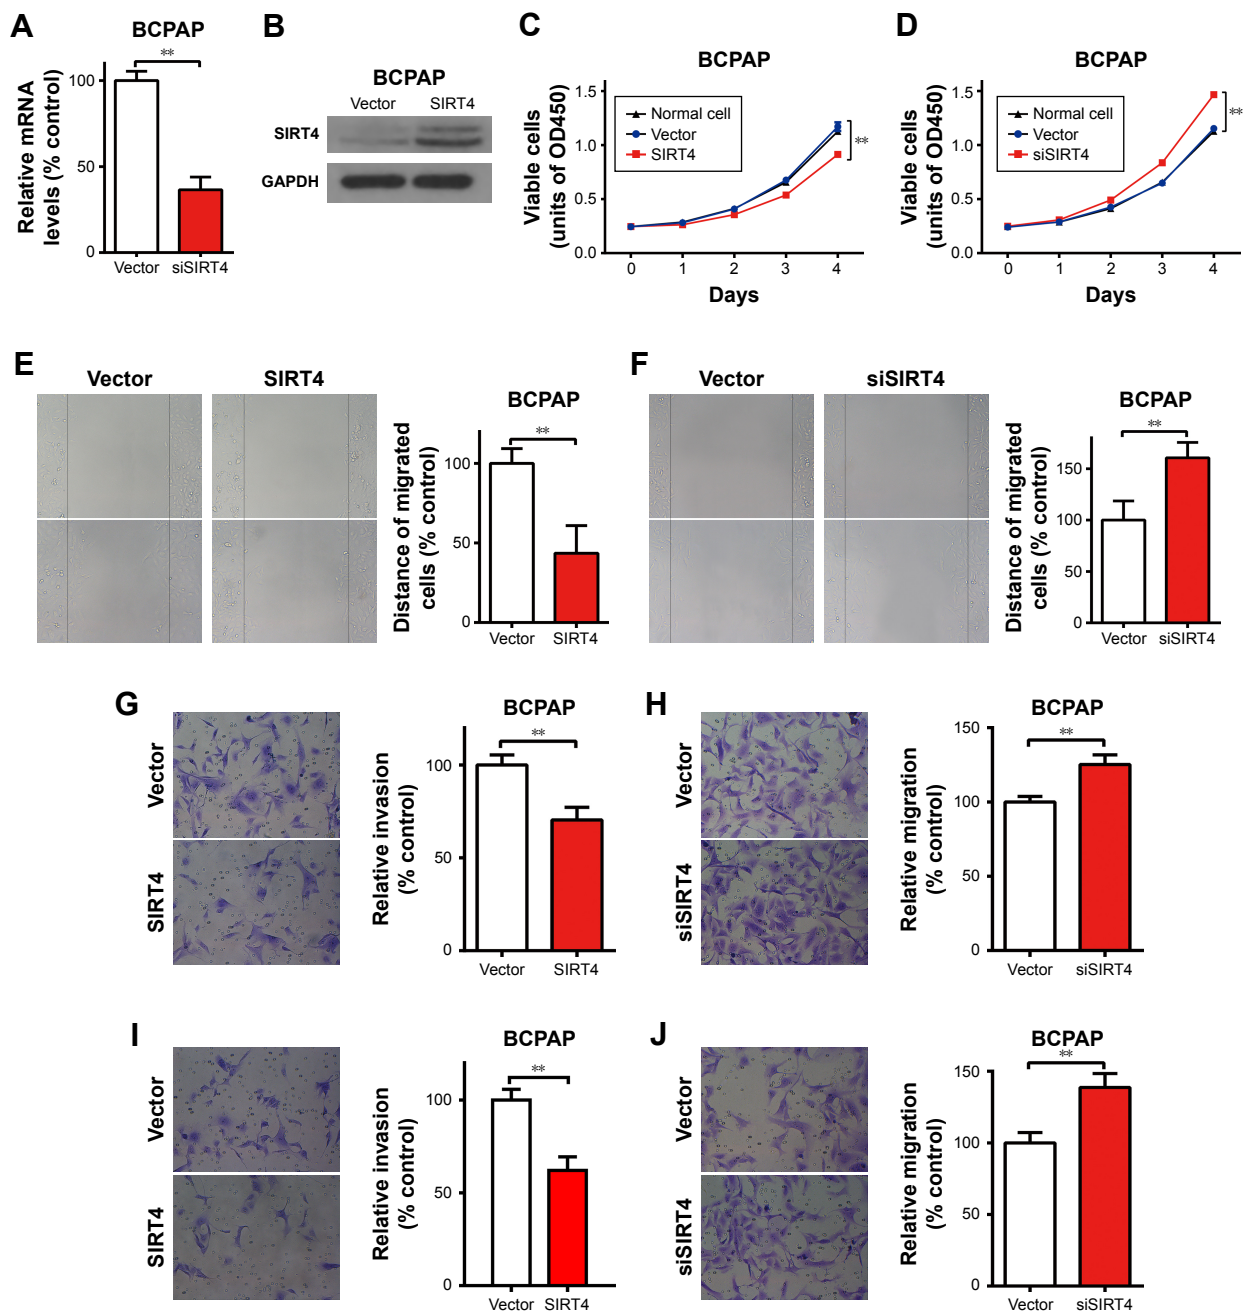 A
BCPAP
**
Relative mRNA
levels (% control)
100
50
0
Vector
siSIRT4
B
BCPAP
Vector
SIRT4
SIRT4
GAPDH
C
BCPAP
Viable cells
(units of OD450)
1.5
1.0
0.5
0.0
Normal cell
Vector
SIRT4
**
0 1 2 3 4
Days
D
BCPAP
Viable cells
(units of OD450)
1.5
1.0
0.5
0.0
Normal cell
Vector
siSIRT4
**
0 1 2 3 4
Days
E
Vector
SIRT4
BCPAP
**
Distance of migrated
cells (% control)
100
50
0
Vector
SIRT4
F
Vector
siSIRT4
BCPAP
**
Distance of migrated
cells (% control)
150
100
50
0
Vector
siSIRT4
G
Vector
SIRT4
BCPAP
**
Relative invasion
(% control)
100
50
0
Vector
SIRT4
H
Vector
siSIRT4
BCPAP
**
Relative migration
(% control)
150
100
50
0
Vector
siSIRT4
I
Vector
SIRT4
BCPAP
**
Relative invasion
(% control)
100
50
0
Vector
SIRT4
J
Vector
siSIRT4
BCPAP
**
Relative migration
(% control)
150
100
50
0
Vector
siSIRT4